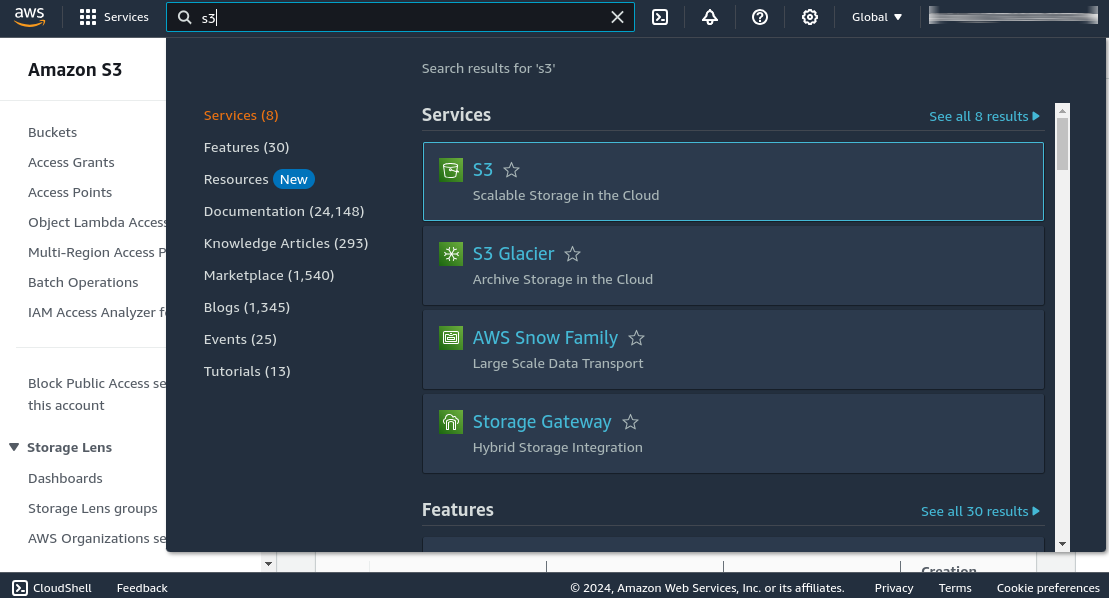 aws
Services
s3
Global
Amazon S3
Buckets
Access Grants
Access Points
Object Lambda Access
Multi-Region Access P
Batch Operations
IAM Access Analyzer f
Block Public Access se
this account
Storage Lens
Dashboards
Storage Lens groups
AWS Organizations se
Search results for 's3'
Services (8)
Features (30)
Resources New
Documentation (24,148)
Knowledge Articles (293)
Marketplace (1,540)
Blogs (1,345)
Events (25)
Tutorials (13)
Services
See all 8 results
S3
Scalable Storage in the Cloud
S3 Glacier
Archive Storage in the Cloud
AWS Snow Family
Large Scale Data Transport
Storage Gateway
Hybrid Storage Integration
Features
See all 30 results
Creation
CloudShell
Feedback
© 2024, Amazon Web Services, Inc. or its affiliates.
Privacy
Terms
Cookie preferences